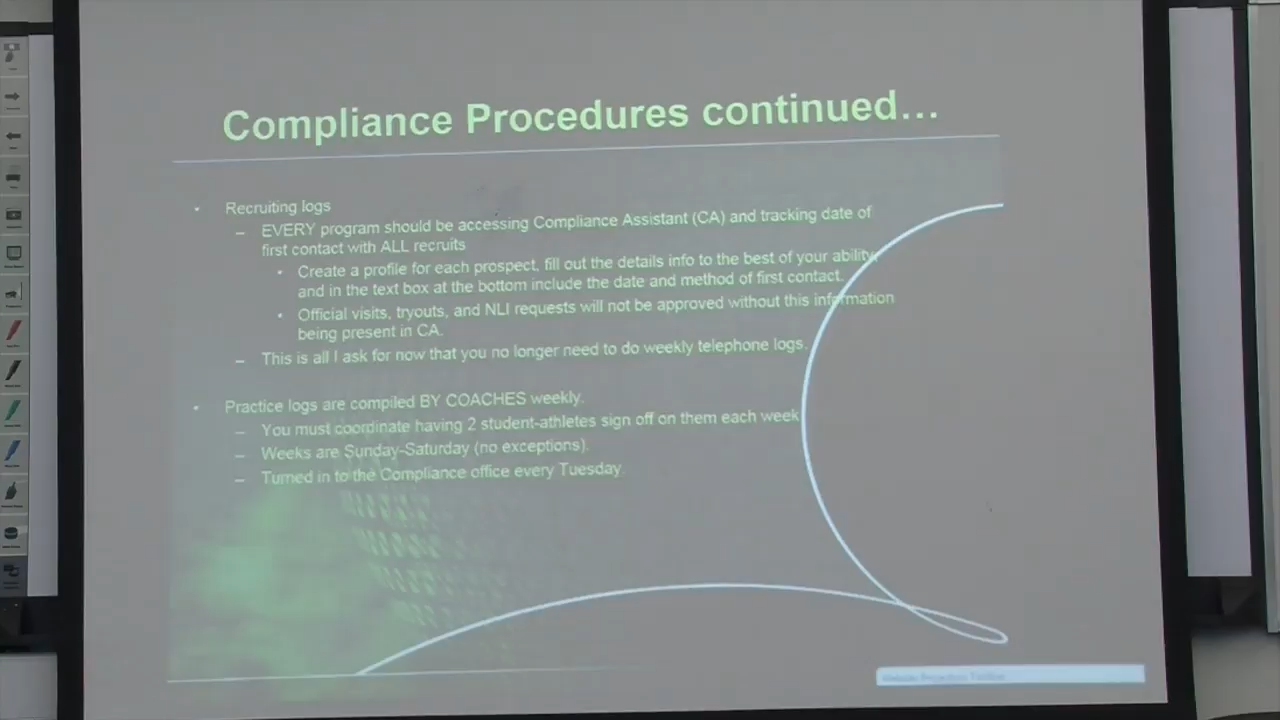 Compliance Procedures continued...
• Recruiting logs
– EVERY program should be accessing Compliance Assistant (CA) and tracking date of
first contact with ALL recruits
• Create a profile for each prospect, fill out the details info to the best of your ability,
and in the text box at the bottom include the date and method of first contact.
• Official visits, tryouts, and NLI requests will not be approved without this information
being present in CA.
– This is all I ask for now that you no longer need to do weekly telephone logs.
• Practice logs are compiled BY COACHES weekly.
– You must coordinate having 2 student-athletes sign off on them each week
– Weeks are Sunday-Saturday (no exceptions).
– Turned in to the Compliance office every Tuesday.